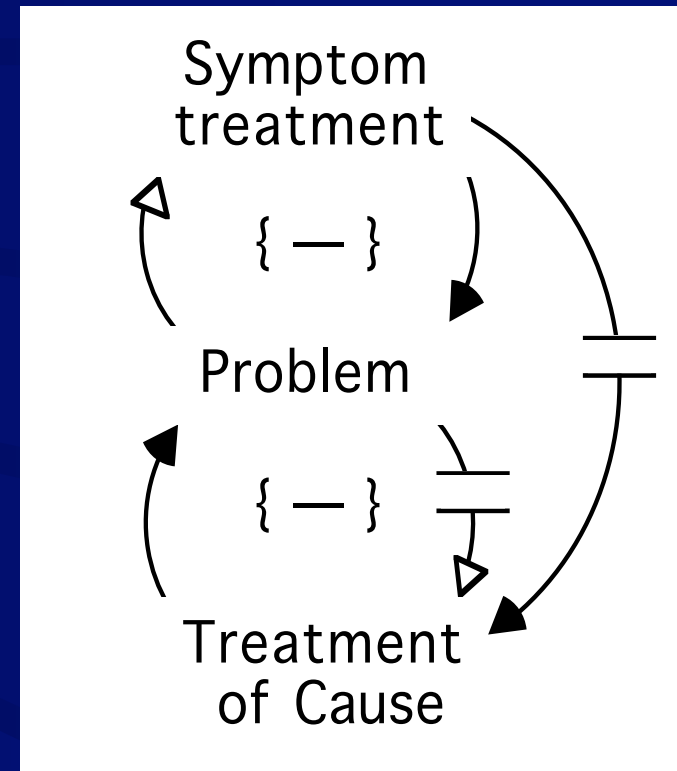 Symptom
treatment
{ — }
Problem
{ — }
Treatment
of Cause